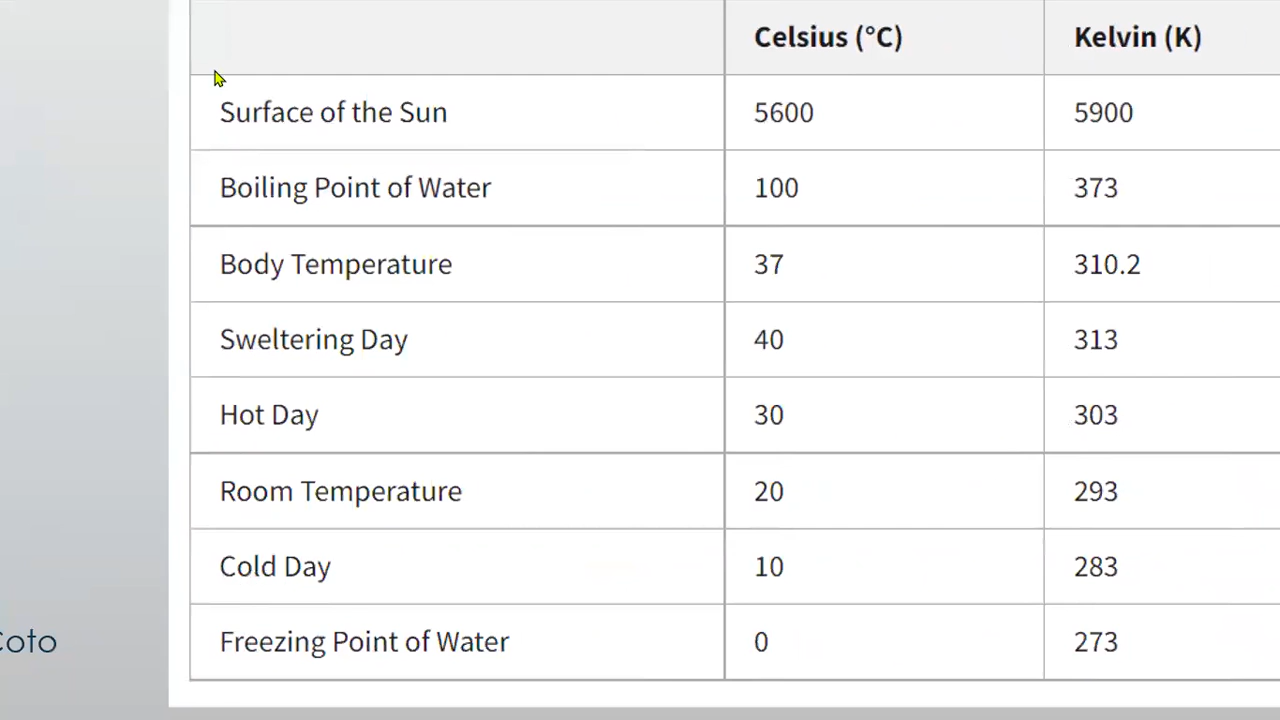 Celsius (°C) Kelvin (K)
Surface of the Sun 5600 5900
Boiling Point of Water 100 373
Body Temperature 37 310.2
Sweltering Day 40 313
Hot Day 30 303
Room Temperature 20 293
Cold Day 10 283
Freezing Point of Water 0 273
Coto